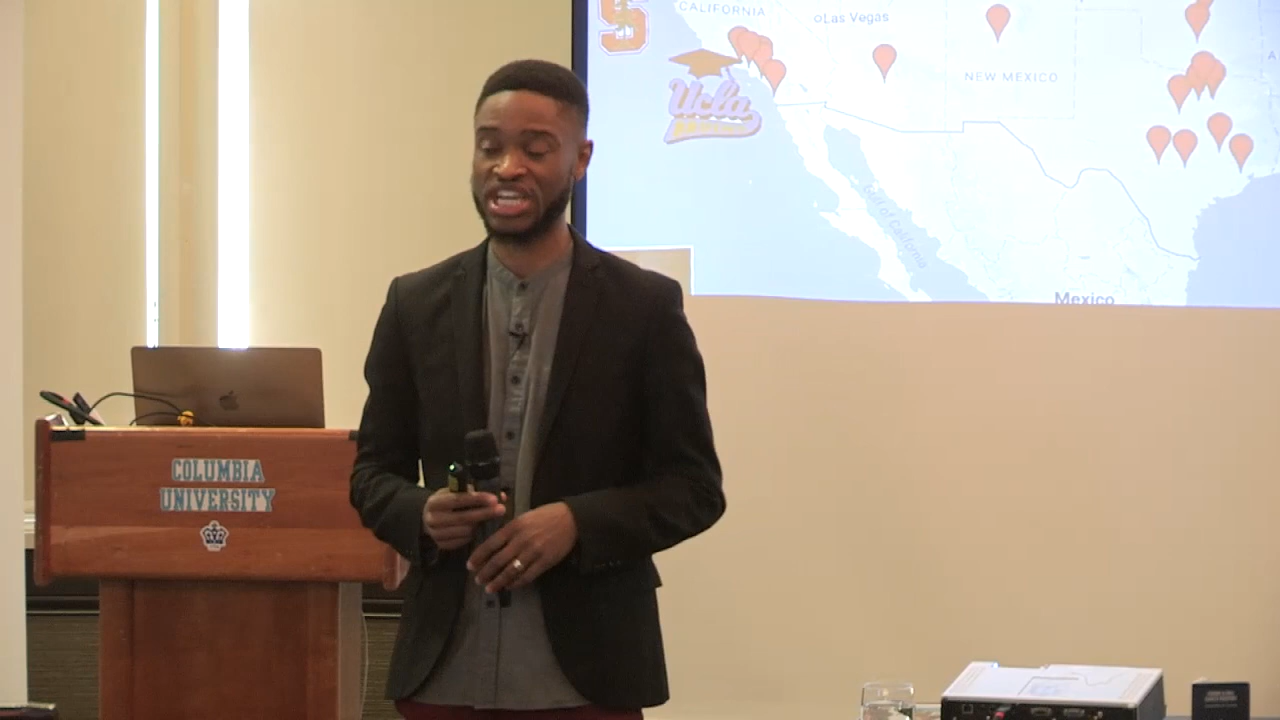 CALIFORNIA
Las Vegas
NEW MEXICO
A
S
Ucla
Gulf of California
Mexico
COLUMBIA
UNIVERSITY